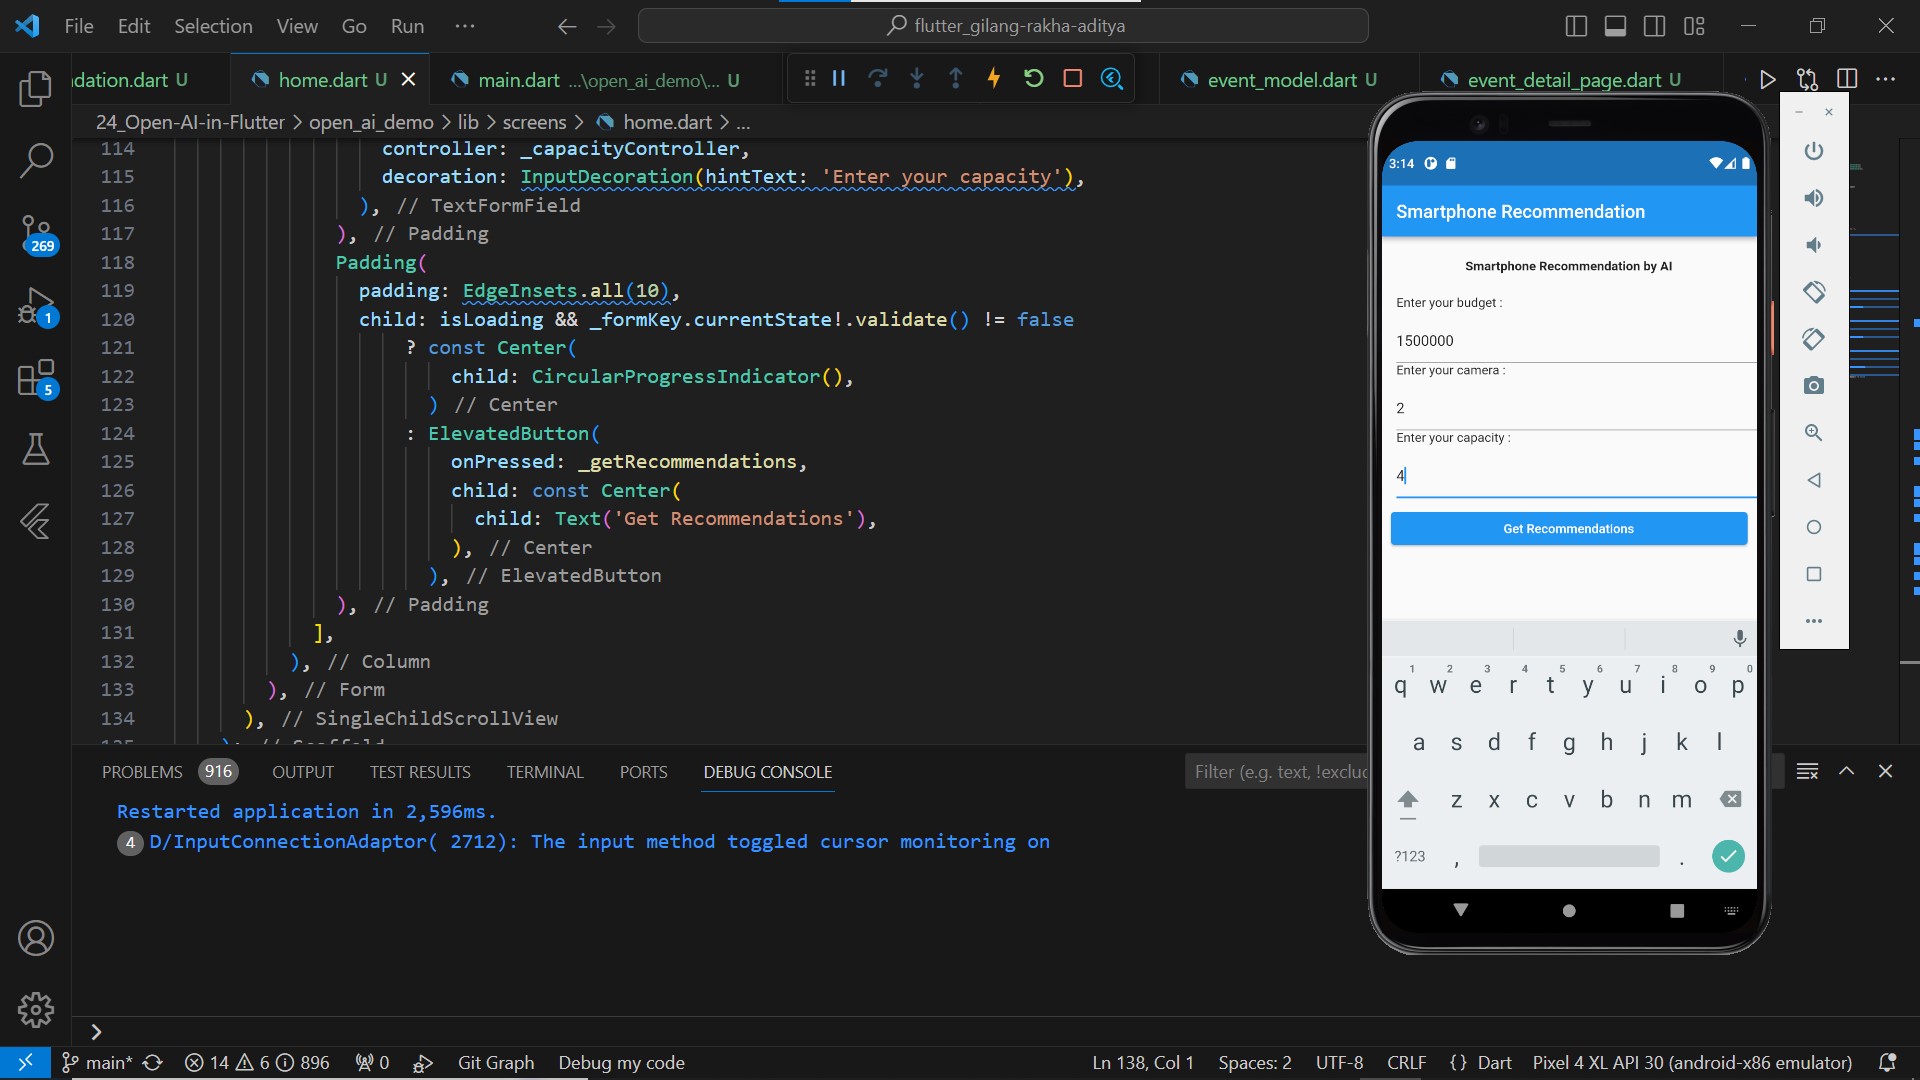 File Edit Selection View Go Run ···
flutter_gilang-rakha-aditya
dation.dart U
home.dart U
main.dart ...\open_ai_demo\... U
event_model.dart U
event_detail_page.dart U
24_Open-AI-in-Flutter > open_ai_demo > lib > screens > home.dart > ...
114 controller: _capacityController,
115 decoration: InputDecoration(hintText: 'Enter your capacity'),
116 ), // TextFormField
117 ), // Padding
118 Padding(
119 padding: EdgeInsets.all(10),
120 child: isLoading && _formKey.currentState!.validate() != false
121 ? const Center(
122 child: CircularProgressIndicator(),
123 ) // Center
124 : ElevatedButton(
125 onPressed: _getRecommendations,
126 child: const Center(
127 child: Text('Get Recommendations'),
128 ), // Center
129 ), // ElevatedButton
130 ), // Padding
131 ],
132 ), // Column
133 ), // Form
134 ), // SingleChildScrollView
269
1
5
PROBLEMS 916 OUTPUT TEST RESULTS TERMINAL PORTS DEBUG CONSOLE
Filter (e.g. text, !exclu
Restarted application in 2,596ms.
4 D/InputConnectionAdaptor( 2712): The input method toggled cursor monitoring on
>
main* 14 6 896 0 Git Graph Debug my code
Ln 138, Col 1 Spaces: 2 UTF-8 CRLF {} Dart Pixel 4 XL API 30 (android-x86 emulator)
3:14
Smartphone Recommendation
Smartphone Recommendation by AI
Enter your budget :
1500000
Enter your camera :
2
Enter your capacity :
4
Get Recommendations
1 2 3 4 5 6 7 8 9 0
q w e r t y u i o p
a s d f g h j k l
z x c v b n m
?123 , .